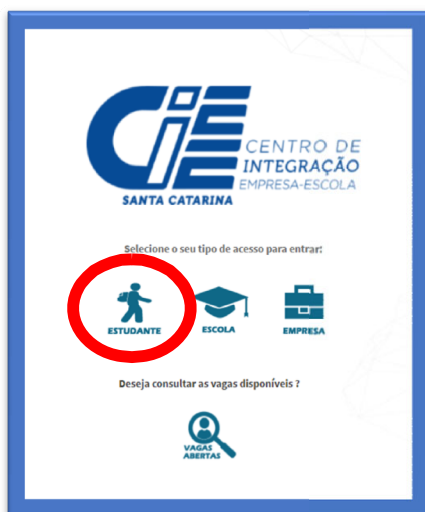 CiEE
CENTRO DE
INTEGRAÇÃO
EMPRESA-ESCOLA
SANTA CATARINA
Selecione o seu tipo de acesso para entrar:
ESTUDANTE
ESCOLA
EMPRESA
Deseja consultar as vagas disponíveis ?
VAGAS
ABERTAS